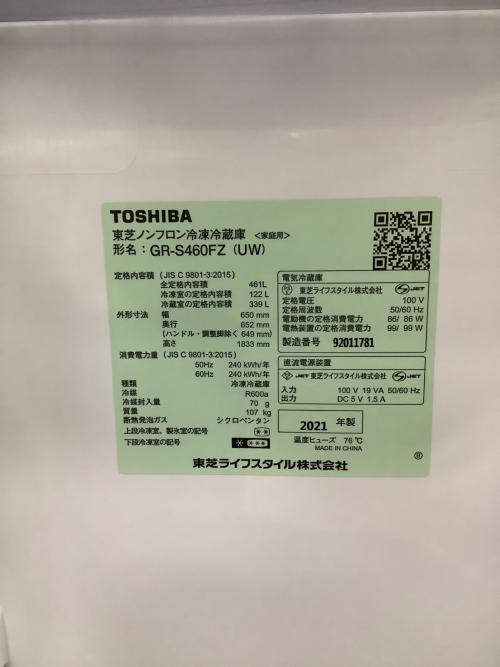 TOSHIBA
東芝ノンフロン冷凍冷蔵庫 <家庭用>
形名: GR-S460FZ (UW)
定格内容積 (JIS C 9801-3:2015)
全定格内容積 461L
冷凍室の定格内容積 122 L
冷蔵室の定格内容積 339 L
外形寸法 幅 650 mm
奥行 652 mm
(ハンドル・調整脚除く 649 mm)
高さ 1833 mm
消費電力量 (JIS C 9801-3:2015)
50Hz 240 kWh/年
60Hz 240 kWh/年
種類 冷凍冷蔵庫
冷媒 R600a
冷媒封入量 70 g
質量 107 kg
断熱発泡ガス シクロペンタン
上段冷凍室、製氷室の記号 **
下段冷凍室の記号 * ***
電気冷蔵庫
東芝ライフスタイル株式会社 JET
定格電圧 100 V
定格周波数 50/60 Hz
電動機の定格消費電力 86/ 86 W
電熱装置の定格消費電力 99/ 99 W
製造番号 92011781
直流電源装置
JET 東芝ライフスタイル株式会社 JET
入力 100 V 19 VA 50/60 Hz
出力 DC 5 V 1.5 A
2021 年製
温度ヒューズ 76 ℃
MADE IN CHINA
東芝ライフスタイル株式会社
Ⓑ